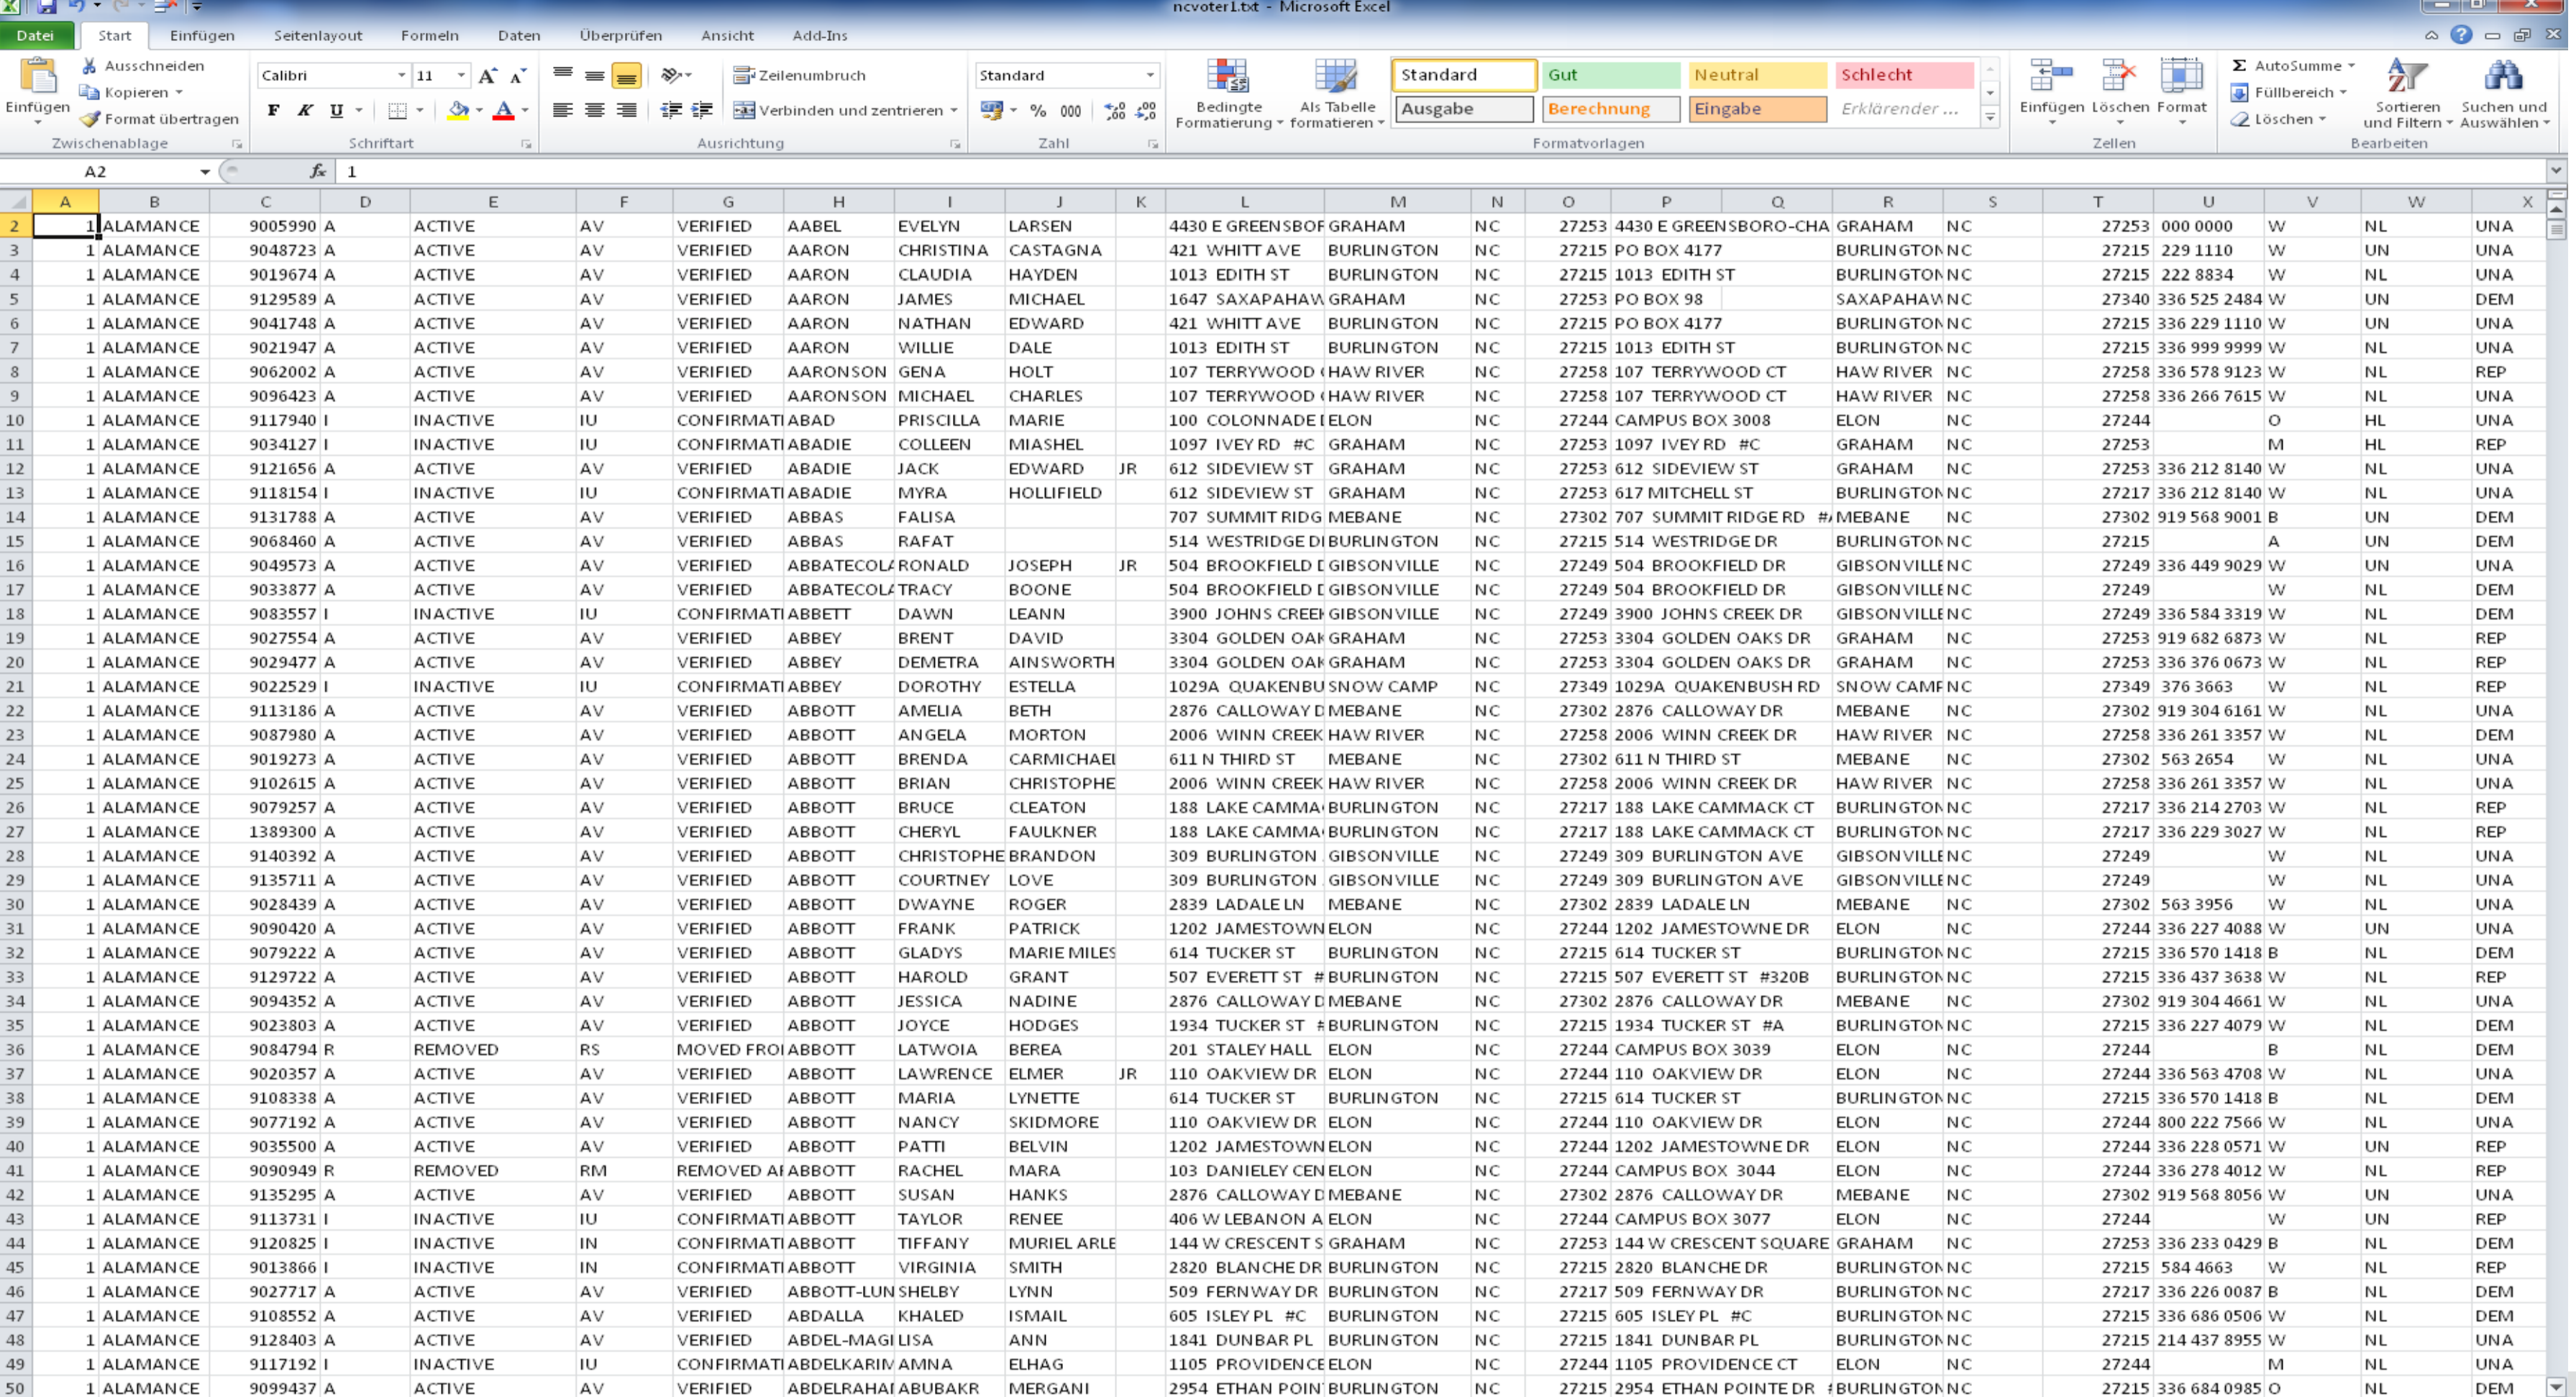 ncvoter1.txt - Microsoft Excel
Datei Start Einfügen Seitenlayout Formeln Daten Überprüfen Ansicht Add-Ins
Einfügen Ausschneiden Kopieren Format übertragen Zwischenablage
Calibri 11 F K U Schriftart
Zeilenumbruch Verbinden und zentrieren Ausrichtung
Standard % 000 Zahl
Bedingte Formatierung Als Tabelle formatieren
Standard Gut Neutral Schlecht
Ausgabe Berechnung Eingabe Erklärender ...
Formatvorlagen
Einfügen Löschen Format Zellen
Σ AutoSumme Füllbereich Löschen Sortieren und Filtern Suchen und Auswählen Bearbeiten
A2 fx 1
A B C D E F G H I J K L M N O P Q R S T U V W X
2 1 ALAMANCE 9005990 A ACTIVE AV VERIFIED AABEL EVELYN LARSEN 4430 E GREENSBOR GRAHAM NC 27253 4430 E GREENSBORO-CHA GRAHAM NC 27253 000 0000 W NL UNA
3 1 ALAMANCE 9048723 A ACTIVE AV VERIFIED AARON CHRISTINA CASTAGNA 421 WHITT AVE BURLINGTON NC 27215 PO BOX 4177 BURLINGTON NC 27215 229 1110 W UN UNA
4 1 ALAMANCE 9019674 A ACTIVE AV VERIFIED AARON CLAUDIA HAYDEN 1013 EDITH ST BURLINGTON NC 27215 1013 EDITH ST BURLINGTON NC 27215 222 8834 W NL UNA
5 1 ALAMANCE 9129589 A ACTIVE AV VERIFIED AARON JAMES MICHAEL 1647 SAXAPAHAW GRAHAM NC 27253 PO BOX 98 SAXAPAHAW NC 27340 336 525 2484 W UN DEM
6 1 ALAMANCE 9041748 A ACTIVE AV VERIFIED AARON NATHAN EDWARD 421 WHITT AVE BURLINGTON NC 27215 PO BOX 4177 BURLINGTON NC 27215 336 229 1110 W UN UNA
7 1 ALAMANCE 9021947 A ACTIVE AV VERIFIED AARON WILLIE DALE 1013 EDITH ST BURLINGTON NC 27215 1013 EDITH ST BURLINGTON NC 27215 336 999 9999 W NL UNA
8 1 ALAMANCE 9062002 A ACTIVE AV VERIFIED AARONSON GENA HOLT 107 TERRYWOOD HAW RIVER NC 27258 107 TERRYWOOD CT HAW RIVER NC 27258 336 578 9123 W NL REP
9 1 ALAMANCE 9096423 A ACTIVE AV VERIFIED AARONSON MICHAEL CHARLES 107 TERRYWOOD HAW RIVER NC 27258 107 TERRYWOOD CT HAW RIVER NC 27258 336 266 7615 W NL UNA
10 1 ALAMANCE 9117940 I INACTIVE IU CONFIRMATI ABAD PRISCILLA MARIE 100 COLONNADE ELON NC 27244 CAMPUS BOX 3008 ELON NC 27244 O HL UNA
11 1 ALAMANCE 9034127 I INACTIVE IU CONFIRMATI ABADIE COLLEEN MIASHEL 1097 IVEY RD #C GRAHAM NC 27253 1097 IVEY RD #C GRAHAM NC 27253 M HL REP
12 1 ALAMANCE 9121656 A ACTIVE AV VERIFIED ABADIE JACK EDWARD JR 612 SIDEVIEW ST GRAHAM NC 27253 612 SIDEVIEW ST GRAHAM NC 27253 336 212 8140 W NL UNA
13 1 ALAMANCE 9118154 I INACTIVE IU CONFIRMATI ABADIE MYRA HOLLIFIELD 612 SIDEVIEW ST GRAHAM NC 27253 617 MITCHELL ST BURLINGTON NC 27217 336 212 8140 W NL UNA
14 1 ALAMANCE 9131788 A ACTIVE AV VERIFIED ABBAS FALISA 707 SUMMIT RIDG MEBANE NC 27302 707 SUMMIT RIDGE RD #A MEBANE NC 27302 919 568 9001 B UN DEM
15 1 ALAMANCE 9068460 A ACTIVE AV VERIFIED ABBAS RAFAT 514 WESTRIDGE D BURLINGTON NC 27215 514 WESTRIDGE DR BURLINGTON NC 27215 A UN DEM
16 1 ALAMANCE 9049573 A ACTIVE AV VERIFIED ABBATECOLA RONALD JOSEPH JR 504 BROOKFIELD D GIBSONVILLE NC 27249 504 BROOKFIELD DR GIBSONVILLE NC 27249 336 449 9029 W UN UNA
17 1 ALAMANCE 9033877 A ACTIVE AV VERIFIED ABBATECOLA TRACY BOONE 504 BROOKFIELD D GIBSONVILLE NC 27249 504 BROOKFIELD DR GIBSONVILLE NC 27249 W NL DEM
18 1 ALAMANCE 9083557 I INACTIVE IU CONFIRMATI ABBETT DAWN LEANN 3900 JOHNS CREEK GIBSONVILLE NC 27249 3900 JOHNS CREEK DR GIBSONVILLE NC 27249 336 584 3319 W NL DEM
19 1 ALAMANCE 9027554 A ACTIVE AV VERIFIED ABBEY BRENT DAVID 3304 GOLDEN OAK GRAHAM NC 27253 3304 GOLDEN OAKS DR GRAHAM NC 27253 919 682 6873 W NL REP
20 1 ALAMANCE 9029477 A ACTIVE AV VERIFIED ABBEY DEMETRA AINSWORTH 3304 GOLDEN OAK GRAHAM NC 27253 3304 GOLDEN OAKS DR GRAHAM NC 27253 336 376 0673 W NL REP
21 1 ALAMANCE 9022529 I INACTIVE IU CONFIRMATI ABBEY DOROTHY ESTELLA 1029A QUAKENBU SNOW CAMP NC 27349 1029A QUAKENBUSH RD SNOW CAMP NC 27349 376 3663 W NL REP
22 1 ALAMANCE 9113186 A ACTIVE AV VERIFIED ABBOTT AMELIA BETH 2876 CALLOWAY D MEBANE NC 27302 2876 CALLOWAY DR MEBANE NC 27302 919 304 6161 W NL UNA
23 1 ALAMANCE 9087980 A ACTIVE AV VERIFIED ABBOTT ANGELA MORTON 2006 WINN CREEK HAW RIVER NC 27258 2006 WINN CREEK DR HAW RIVER NC 27258 336 261 3357 W NL DEM
24 1 ALAMANCE 9019273 A ACTIVE AV VERIFIED ABBOTT BRENDA CARMICHAEL 611 N THIRD ST MEBANE NC 27302 611 N THIRD ST MEBANE NC 27302 563 2654 W NL UNA
25 1 ALAMANCE 9102615 A ACTIVE AV VERIFIED ABBOTT BRIAN CHRISTOPHE 2006 WINN CREEK HAW RIVER NC 27258 2006 WINN CREEK DR HAW RIVER NC 27258 336 261 3357 W NL UNA
26 1 ALAMANCE 9079257 A ACTIVE AV VERIFIED ABBOTT BRUCE CLEATON 188 LAKE CAMMA BURLINGTON NC 27217 188 LAKE CAMMACK CT BURLINGTON NC 27217 336 214 2703 W NL REP
27 1 ALAMANCE 1389300 A ACTIVE AV VERIFIED ABBOTT CHERYL FAULKNER 188 LAKE CAMMA BURLINGTON NC 27217 188 LAKE CAMMACK CT BURLINGTON NC 27217 336 229 3027 W NL REP
28 1 ALAMANCE 9140392 A ACTIVE AV VERIFIED ABBOTT CHRISTOPHE BRANDON 309 BURLINGTON GIBSONVILLE NC 27249 309 BURLINGTON AVE GIBSONVILLE NC 27249 W NL UNA
29 1 ALAMANCE 9135711 A ACTIVE AV VERIFIED ABBOTT COURTNEY LOVE 309 BURLINGTON GIBSONVILLE NC 27249 309 BURLINGTON AVE GIBSONVILLE NC 27249 W NL UNA
30 1 ALAMANCE 9028439 A ACTIVE AV VERIFIED ABBOTT DWAYNE ROGER 2839 LADALE LN MEBANE NC 27302 2839 LADALE LN MEBANE NC 27302 563 3956 W NL UNA
31 1 ALAMANCE 9090420 A ACTIVE AV VERIFIED ABBOTT FRANK PATRICK 1202 JAMESTOWN ELON NC 27244 1202 JAMESTOWNE DR ELON NC 27244 336 227 4088 W UN UNA
32 1 ALAMANCE 9079222 A ACTIVE AV VERIFIED ABBOTT GLADYS MARIE MILES 614 TUCKER ST BURLINGTON NC 27215 614 TUCKER ST BURLINGTON NC 27215 336 570 1418 B NL DEM
33 1 ALAMANCE 9129722 A ACTIVE AV VERIFIED ABBOTT HAROLD GRANT 507 EVERETT ST # BURLINGTON NC 27215 507 EVERETT ST #320B BURLINGTON NC 27215 336 437 3638 W NL REP
34 1 ALAMANCE 9094352 A ACTIVE AV VERIFIED ABBOTT JESSICA NADINE 2876 CALLOWAY D MEBANE NC 27302 2876 CALLOWAY DR MEBANE NC 27302 919 304 4661 W NL UNA
35 1 ALAMANCE 9023803 A ACTIVE AV VERIFIED ABBOTT JOYCE HODGES 1934 TUCKER ST # BURLINGTON NC 27215 1934 TUCKER ST #A BURLINGTON NC 27215 336 227 4079 W NL DEM
36 1 ALAMANCE 9084794 R REMOVED RS MOVED FRO ABBOTT LATWOIA BEREA 201 STALEY HALL ELON NC 27244 CAMPUS BOX 3039 ELON NC 27244 B NL DEM
37 1 ALAMANCE 9020357 A ACTIVE AV VERIFIED ABBOTT LAWRENCE ELMER JR 110 OAKVIEW DR ELON NC 27244 110 OAKVIEW DR ELON NC 27244 336 563 4708 W NL UNA
38 1 ALAMANCE 9108338 A ACTIVE AV VERIFIED ABBOTT MARIA LYNETTE 614 TUCKER ST BURLINGTON NC 27215 614 TUCKER ST BURLINGTON NC 27215 336 570 1418 B NL DEM
39 1 ALAMANCE 9077192 A ACTIVE AV VERIFIED ABBOTT NANCY SKIDMORE 110 OAKVIEW DR ELON NC 27244 110 OAKVIEW DR ELON NC 27244 800 222 7566 W NL UNA
40 1 ALAMANCE 9035500 A ACTIVE AV VERIFIED ABBOTT PATTI BELVIN 1202 JAMESTOWN ELON NC 27244 1202 JAMESTOWNE DR ELON NC 27244 336 228 0571 W UN REP
41 1 ALAMANCE 9090949 R REMOVED RM REMOVED AF ABBOTT RACHEL MARA 103 DANIELEY CEN ELON NC 27244 CAMPUS BOX 3044 ELON NC 27244 336 278 4012 W NL REP
42 1 ALAMANCE 9135295 A ACTIVE AV VERIFIED ABBOTT SUSAN HANKS 2876 CALLOWAY D MEBANE NC 27302 2876 CALLOWAY DR MEBANE NC 27302 919 568 8056 W UN UNA
43 1 ALAMANCE 9113731 I INACTIVE IU CONFIRMATI ABBOTT TAYLOR RENEE 406 W LEBANON A ELON NC 27244 CAMPUS BOX 3077 ELON NC 27244 W UN REP
44 1 ALAMANCE 9120825 I INACTIVE IN CONFIRMATI ABBOTT TIFFANY MURIEL ARLE 144 W CRESCENT S GRAHAM NC 27253 144 W CRESCENT SQUARE GRAHAM NC 27253 336 233 0429 B NL DEM
45 1 ALAMANCE 9013866 I INACTIVE IN CONFIRMATI ABBOTT VIRGINIA SMITH 2820 BLANCHE DR BURLINGTON NC 27215 2820 BLANCHE DR BURLINGTON NC 27215 584 4663 W NL REP
46 1 ALAMANCE 9027717 A ACTIVE AV VERIFIED ABBOTT-LUN SHELBY LYNN 509 FERNWAY DR BURLINGTON NC 27217 509 FERNWAY DR BURLINGTON NC 27217 336 226 0087 B NL DEM
47 1 ALAMANCE 9108552 A ACTIVE AV VERIFIED ABDALLA KHALED ISMAIL 605 ISLEY PL #C BURLINGTON NC 27215 605 ISLEY PL #C BURLINGTON NC 27215 336 686 0506 W NL DEM
48 1 ALAMANCE 9128403 A ACTIVE AV VERIFIED ABDEL-MAGI LISA ANN 1841 DUNBAR PL BURLINGTON NC 27215 1841 DUNBAR PL BURLINGTON NC 27215 214 437 8955 W NL UNA
49 1 ALAMANCE 9117192 I INACTIVE IU CONFIRMATI ABDELKARIM AMNA ELHAG 1105 PROVIDENCE ELON NC 27244 1105 PROVIDENCE CT ELON NC 27244 M NL UNA
50 1 ALAMANCE 9099437 A ACTIVE AV VERIFIED ABDELRAHA ABUBAKR MERGANI 2954 ETHAN POIN BURLINGTON NC 27215 2954 ETHAN POINTE DR # BURLINGTON NC 27215 336 684 0985 O NL DEM